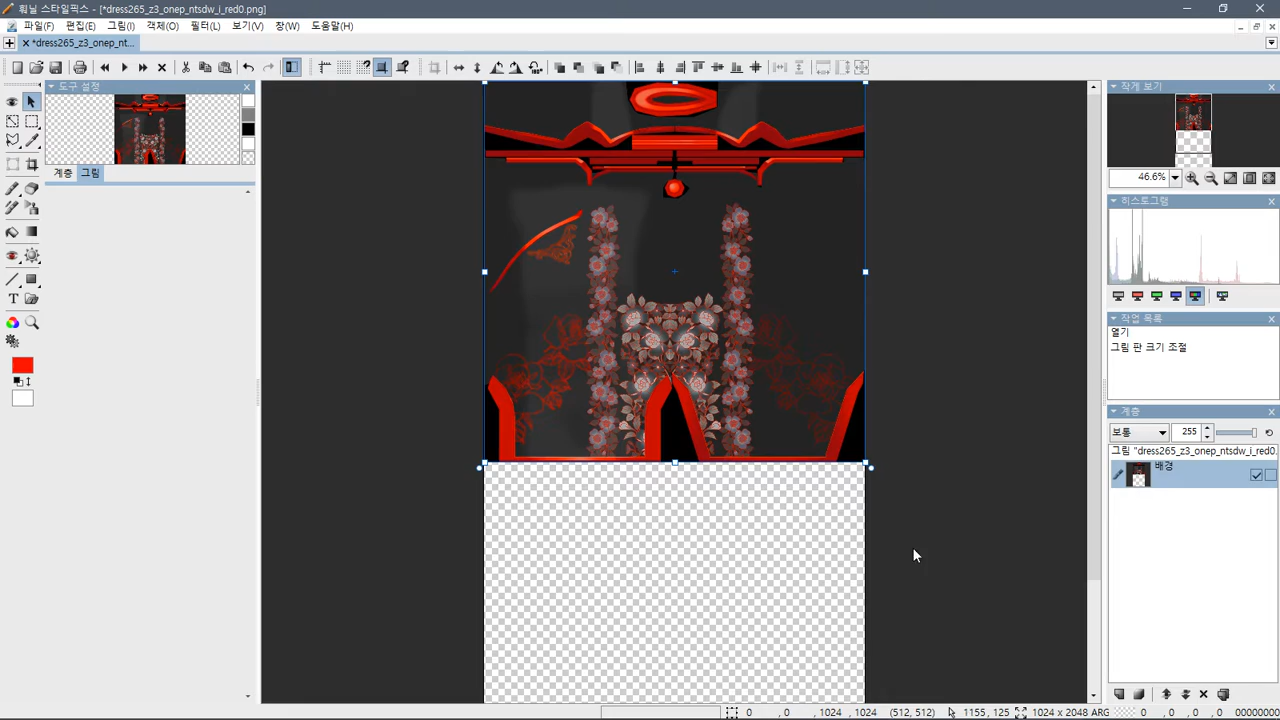 훠닐 스타일픽스 - [*dress265_z3_onep_ntsdw_i_red0.png]
파일(F) 편집(E) 그림(I) 객체(O) 필터(L) 보기(V) 창(W) 도움말(H)
*dress265_z3_onep_nt...
도구 설정
계층 그림
작게 보기
46.6%
히스토그램
작업 목록
열기
그림 판 크기 조절
계층
보통 255
그림 "dress265_z3_onep_ntsdw_i_red0.
배경
0 , 0 , 1024 , 1024 (512, 512) 1155, 125 1024 x 2048 ARG 0 , 0 , 0 , 0 00000000